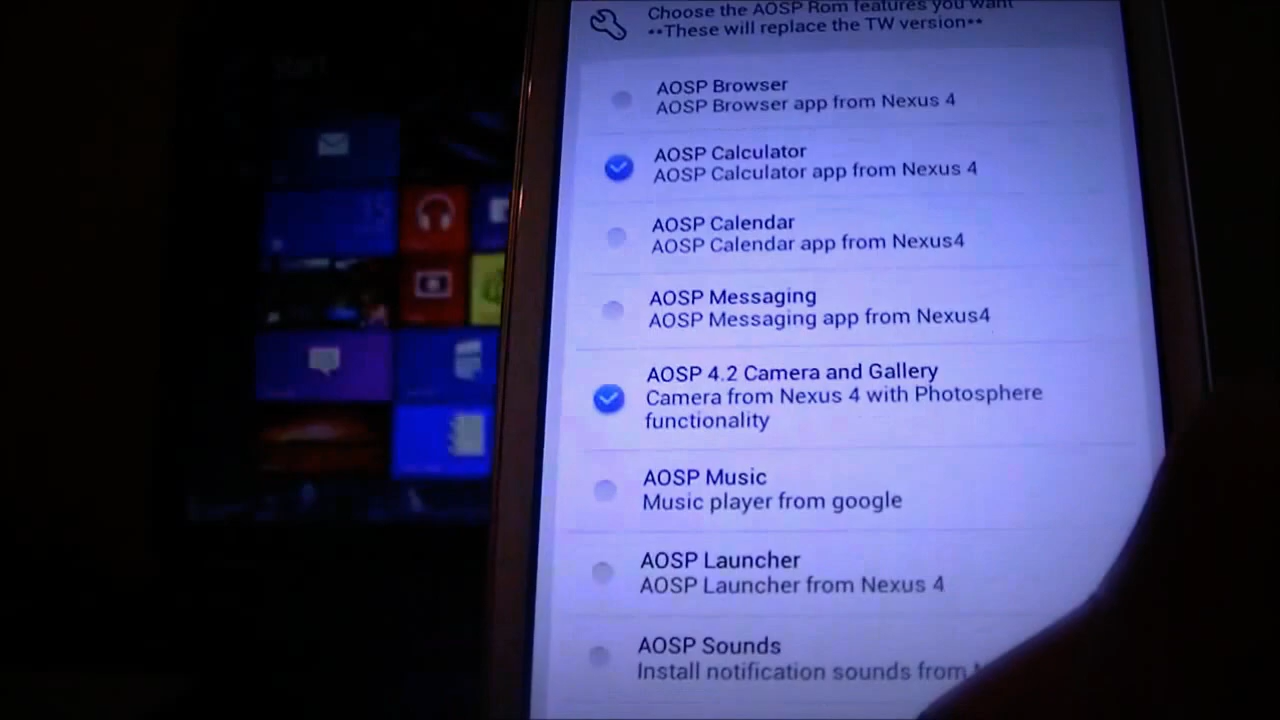 Start
Choose the AOSP Rom features you want
**These will replace the TW version**
AOSP Browser
AOSP Browser app from Nexus 4
AOSP Calculator
AOSP Calculator app from Nexus 4
AOSP Calendar
AOSP Calendar app from Nexus4
AOSP Messaging
AOSP Messaging app from Nexus4
AOSP 4.2 Camera and Gallery
Camera from Nexus 4 with Photosphere
functionality
AOSP Music
Music player from google
AOSP Launcher
AOSP Launcher from Nexus 4
AOSP Sounds
Install notification sounds from